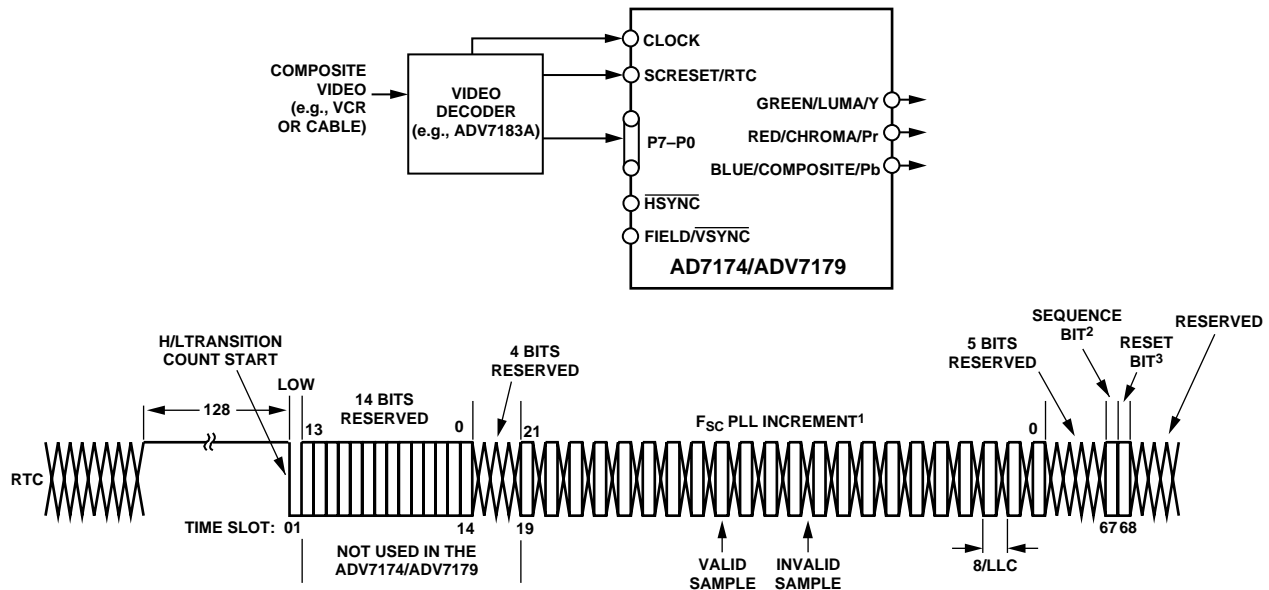 COMPOSITE
VIDEO
(e.g., VCR
OR CABLE)
VIDEO
DECODER
(e.g., ADV7183A)
CLOCK
SCRESET/RTC
P7–P0
HSYNC
FIELD/VSYNC
GREEN/LUMA/Y
RED/CHROMA/Pr
BLUE/COMPOSITE/Pb
AD7174/ADV7179
H/LTRANSITION
COUNT START
LOW
128
13
14 BITS
RESERVED
0
4 BITS
RESERVED
21
FSC PLL INCREMENT1
0
5 BITS
RESERVED
SEQUENCE
BIT2
RESET
BIT3
RESERVED
RTC
TIME SLOT: 01
14
19
67 68
NOT USED IN THE
ADV7174/ADV7179
VALID
SAMPLE
INVALID
SAMPLE
8/LLC